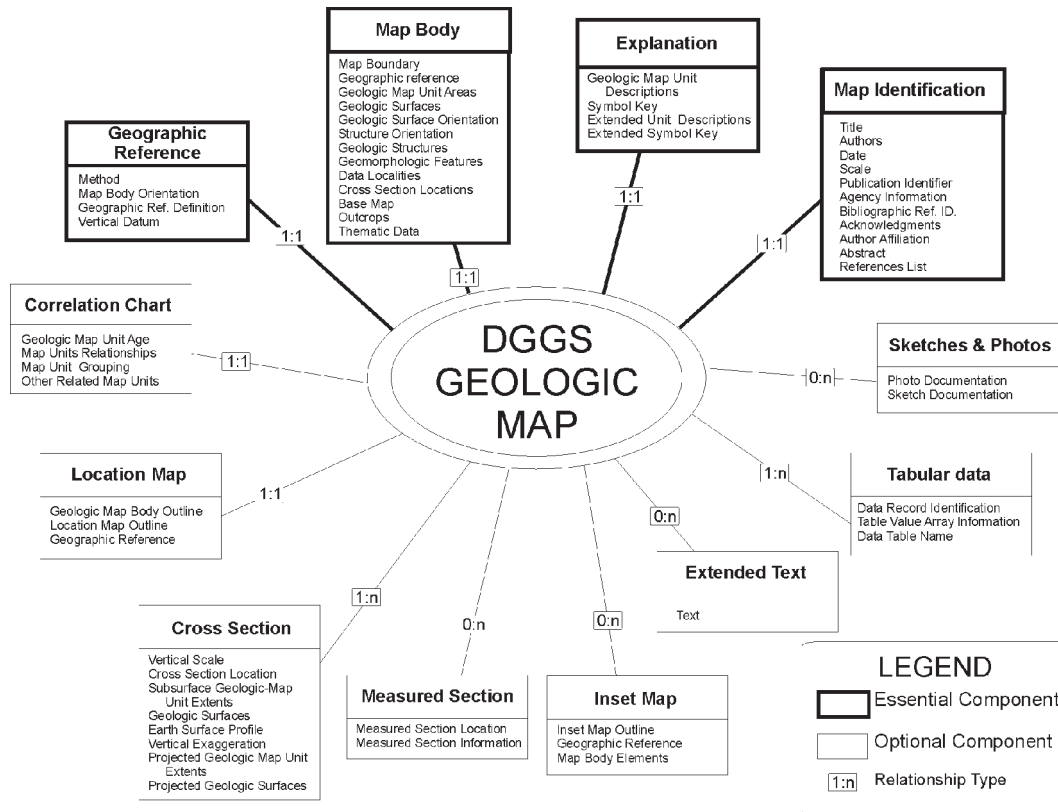 Map Body
Map Boundary
Geographic reference
Geologic Map Unit Areas
Geologic Surfaces
Geologic Surface Orientation
Structure Orientation
Geologic Structures
Geomorphologic Features
Data Localities
Cross Section Locations
Base Map
Outcrops
Thematic Data
Explanation
Geologic Map Unit
Descriptions
Symbol Key
Extended Unit Descriptions
Extended Symbol Key
Map Identification
Title
Authors
Date
Scale
Publication Identifier
Agency Information
Bibliographic Ref. ID.
Acknowledgments
Author Affiliation
Abstract
References List
Geographic
Reference
Method
Map Body Orientation
Geographic Ref. Definition
Vertical Datum
1:1
1:1
1:1
1:1
Correlation Chart
Geologic Map Unit Age
Map Units Relationships
Map Unit Grouping
Other Related Map Units
1:1
DGGS
GEOLOGIC
MAP
Sketches & Photos
Photo Documentation
Sketch Documentation
0:n
Location Map
Geologic Map Body Outline
Location Map Outline
Geographic Reference
1:1
Tabular data
Data Record Identification
Table Value Array Information
Data Table Name
1:n
Extended Text
Text
0:n
Cross Section
Vertical Scale
Cross Section Location
Subsurface Geologic-Map
Unit Extents
Geologic Surfaces
Earth Surface Profile
Vertical Exaggeration
Projected Geologic Map Unit
Extents
Projected Geologic Surfaces
1:n
Measured Section
Measured Section Location
Measured Section Information
0:n
Inset Map
Inset Map Outline
Geographic Reference
Map Body Elements
0:n
LEGEND
Essential Component
Optional Component
1:n Relationship Type